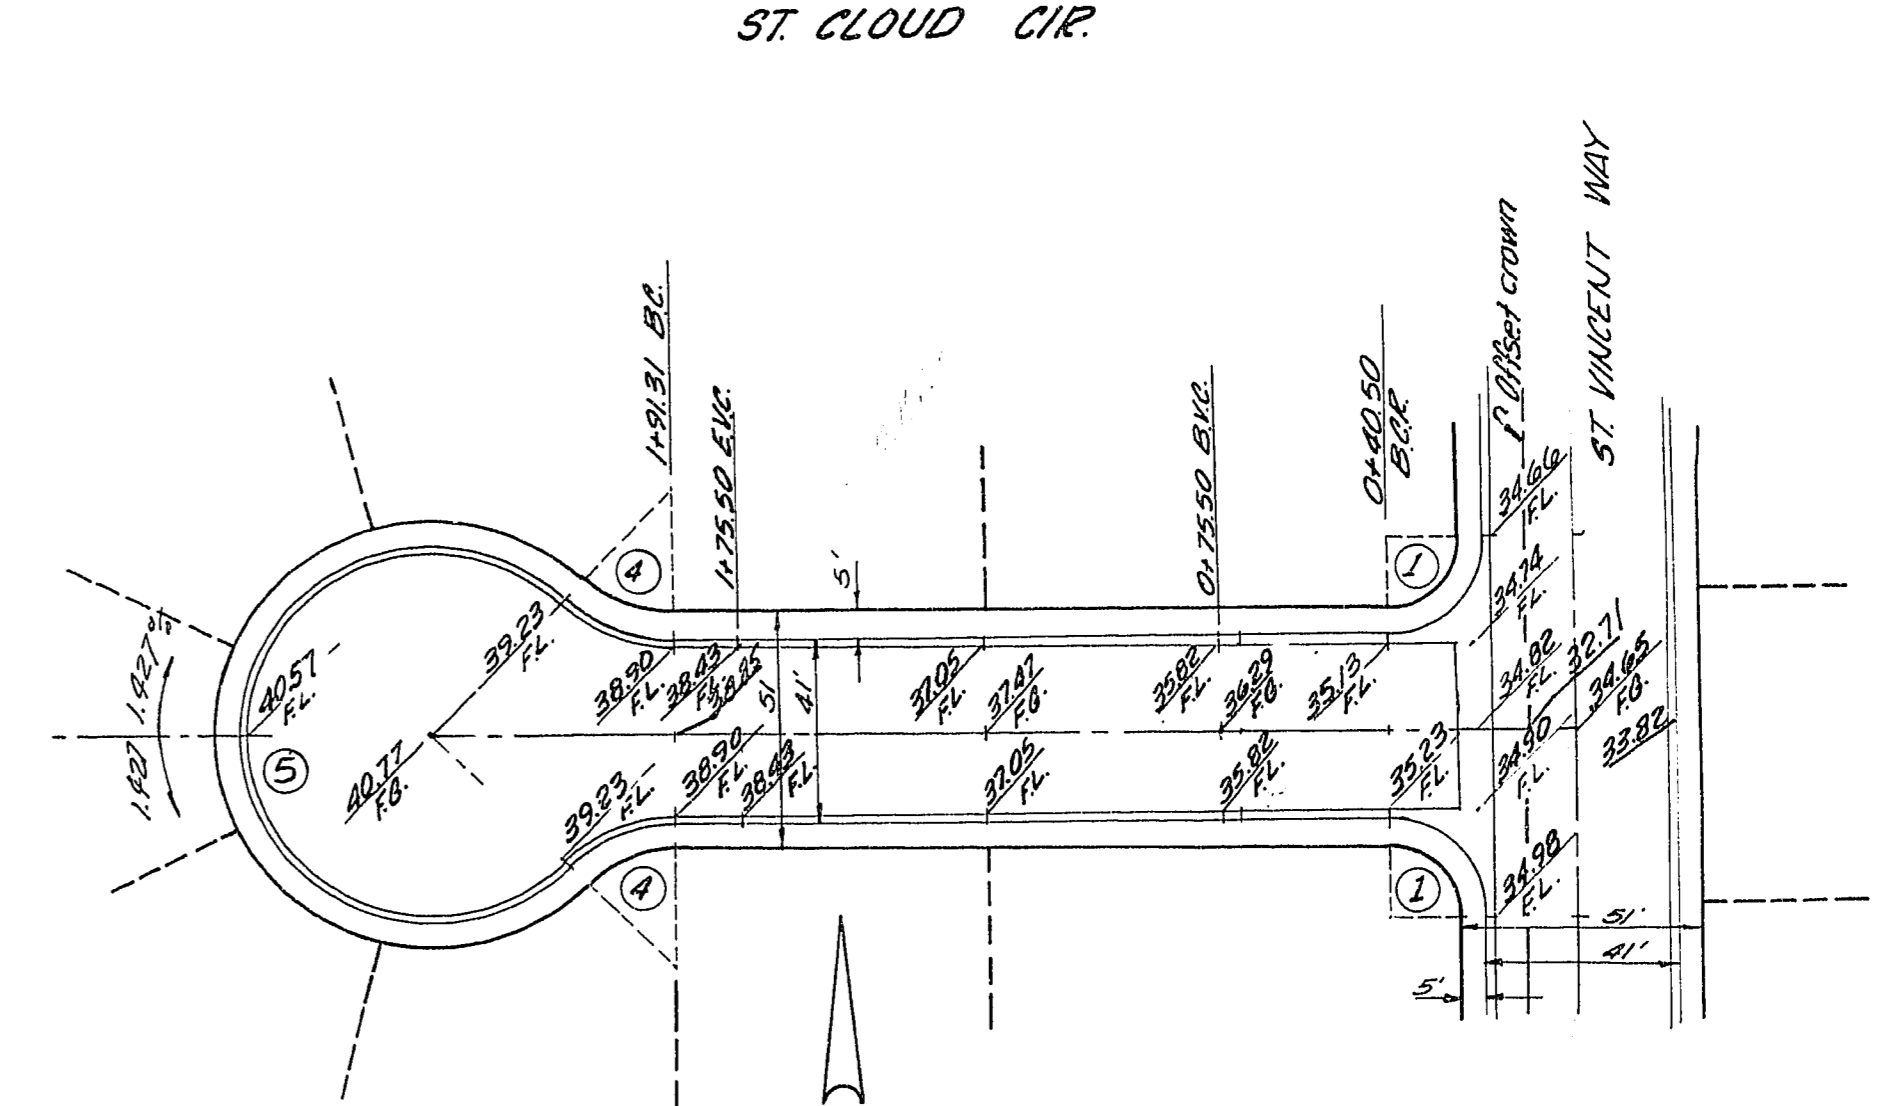 ST. CLOUD CIR.
ST. VINCENT WAY
Offset crown
1+91.31 B.C.
1+75.50 E.V.C.
0+75.50 B.V.C.
0+40.50
B.C.R.
5'
34.66
F.L.
4
1
34.74
F.L.
1.427 1.427%
40.57
F.L.
39.23
F.L.
38.90
F.L.
38.43
F.L.
51'
41'
37.05
F.L.
37.47
F.G.
35.82
F.L.
36.29
F.G.
35.13
F.L.
34.82
F.L.
32.71
34.65
F.G.
33.82
5
40.77
F.G.
39.23
F.L.
38.90
F.L.
38.43
F.L.
37.05
F.L.
35.82
F.L.
35.23
F.L.
34.90
F.L.
34.98
F.L.
4
1
51'
41'
5'